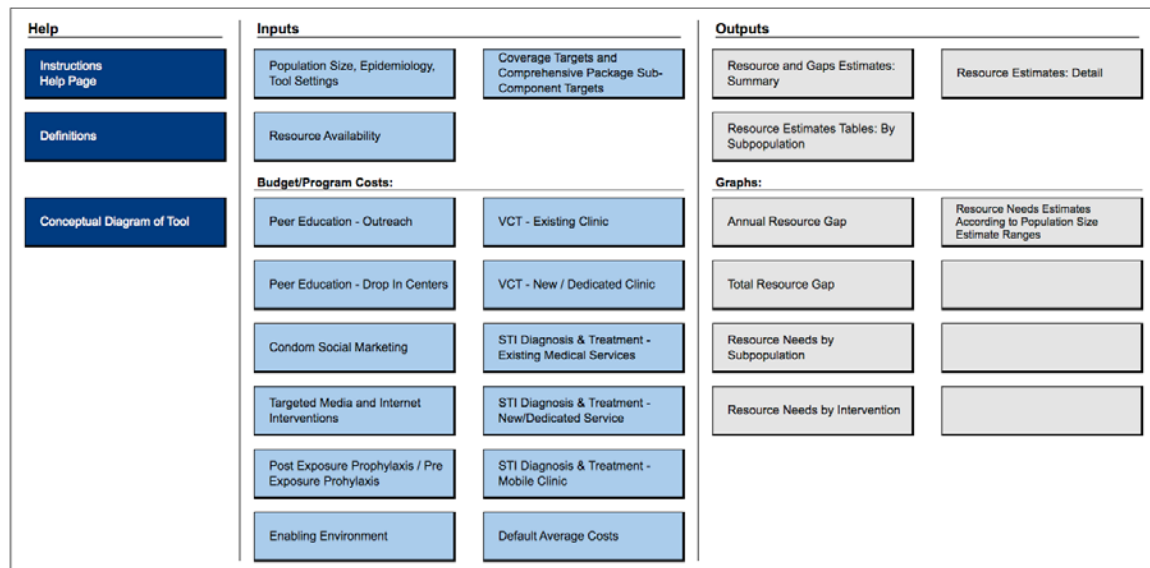 Help
Instructions
Help Page
Definitions
Conceptual Diagram of Tool
Inputs
Population Size, Epidemiology,
Tool Settings
Coverage Targets and
Comprehensive Package Sub-
Component Targets
Resource Availability
Budget/Program Costs:
Peer Education - Outreach
VCT - Existing Clinic
Peer Education - Drop In Centers
VCT - New / Dedicated Clinic
Condom Social Marketing
STI Diagnosis & Treatment -
Existing Medical Services
Targeted Media and Internet
Interventions
STI Diagnosis & Treatment -
New/Dedicated Service
Post Exposure Prophylaxis / Pre
Exposure Prohylaxis
STI Diagnosis & Treatment -
Mobile Clinic
Enabling Environment
Default Average Costs
Outputs
Resource and Gaps Estimates:
Summary
Resource Estimates: Detail
Resource Estimates Tables: By
Subpopulation
Graphs:
Annual Resource Gap
Resource Needs Estimates
According to Population Size
Estimate Ranges
Total Resource Gap
Resource Needs by
Subpopulation
Resource Needs by Intervention